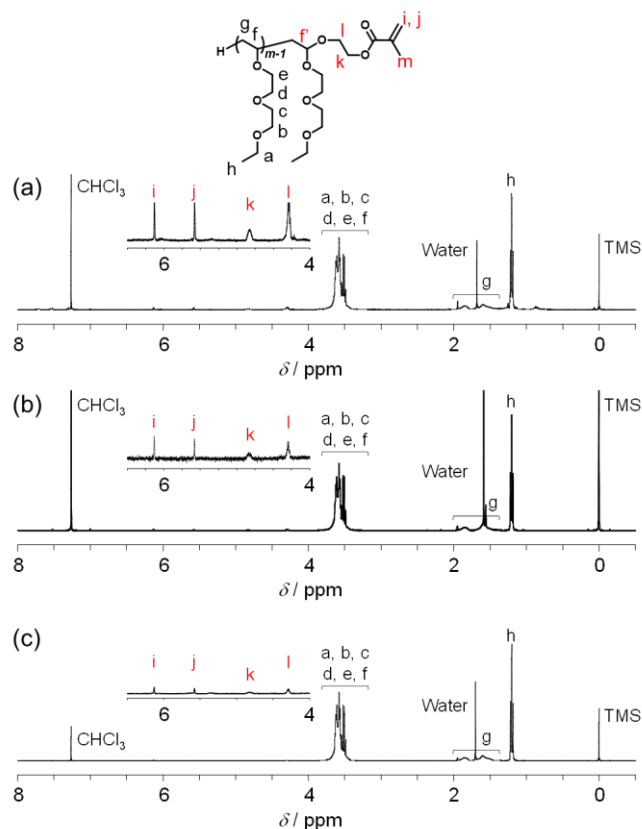 g f m-1 f' O l O O i, j
H k m
O O
e
d
O O
c
b
O O
h a
(a)
CHCl3
i j k l
6 4
a, b, c
d, e, f
Water
g
h
TMS
8 6 4 2 0
δ / ppm
(b)
CHCl3
i j k l
6 4
a, b, c
d, e, f
Water
g
h
TMS
8 6 4 2 0
δ / ppm
(c)
i j k l
6 4
CHCl3
a, b, c
d, e, f
Water
g
h
TMS
8 6 4 2 0
δ / ppm